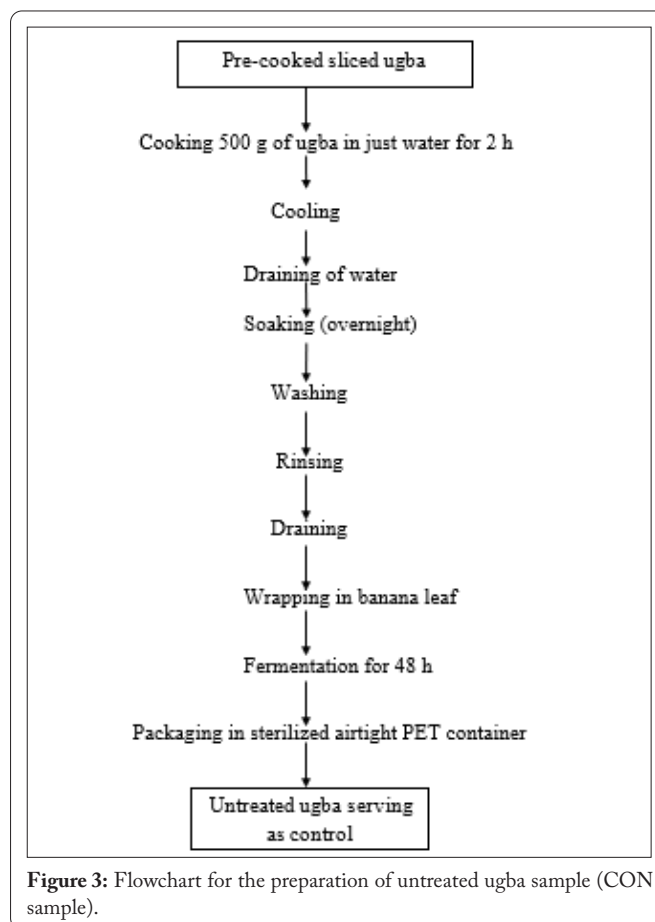 Pre-cooked sliced ugba
Cooking 500 g of ugba in just water for 2 h
Cooling
Draining of water
Soaking (overnight)
Washing
Rinsing
Draining
Wrapping in banana leaf
Fermentation for 48 h
Packaging in sterilized airtight PET container
Untreated ugba serving
as control
Figure 3: Flowchart for the preparation of untreated ugba sample (CON
sample).